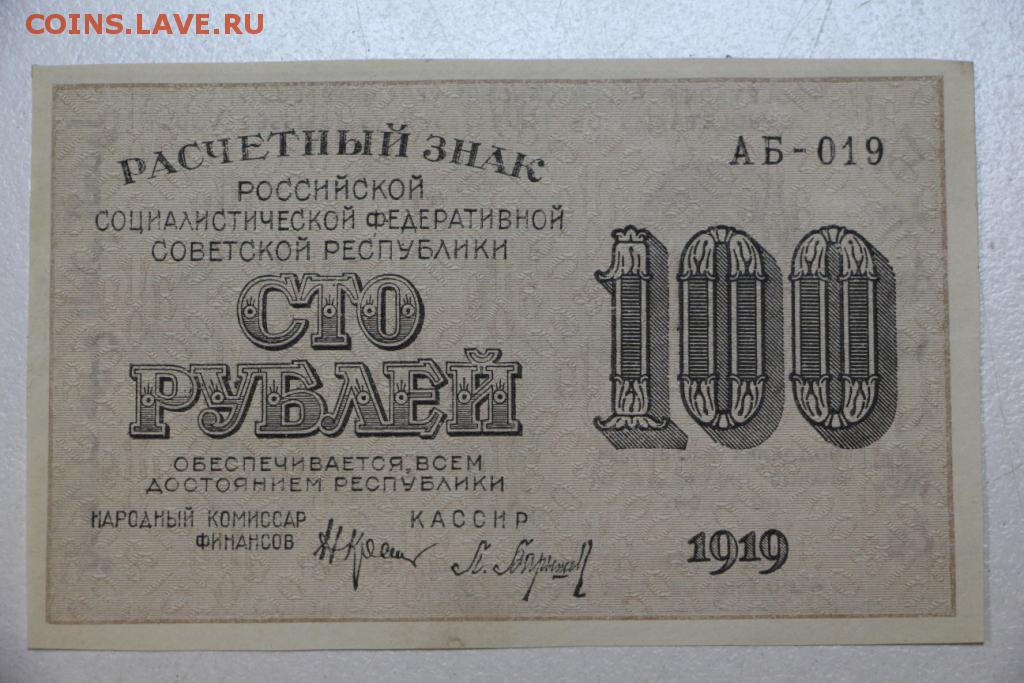 COINS.LAVE.RU
РАСЧЕТНЫЙ ЗНАК
РОССИЙСКОЙ
СОЦИАЛИСТИЧЕСКОЙ ФЕДЕРАТИВНОЙ
СОВЕТСКОЙ РЕСПУБЛИКИ
СТО
РУБЛЕЙ
АБ-019
100
ОБЕСПЕЧИВАЕТСЯ, ВСЕМ
ДОСТОЯНИЕМ РЕСПУБЛИКИ
НАРОДНЫЙ КОМИССАР
ФИНАНСОВ
КАССИР
1919